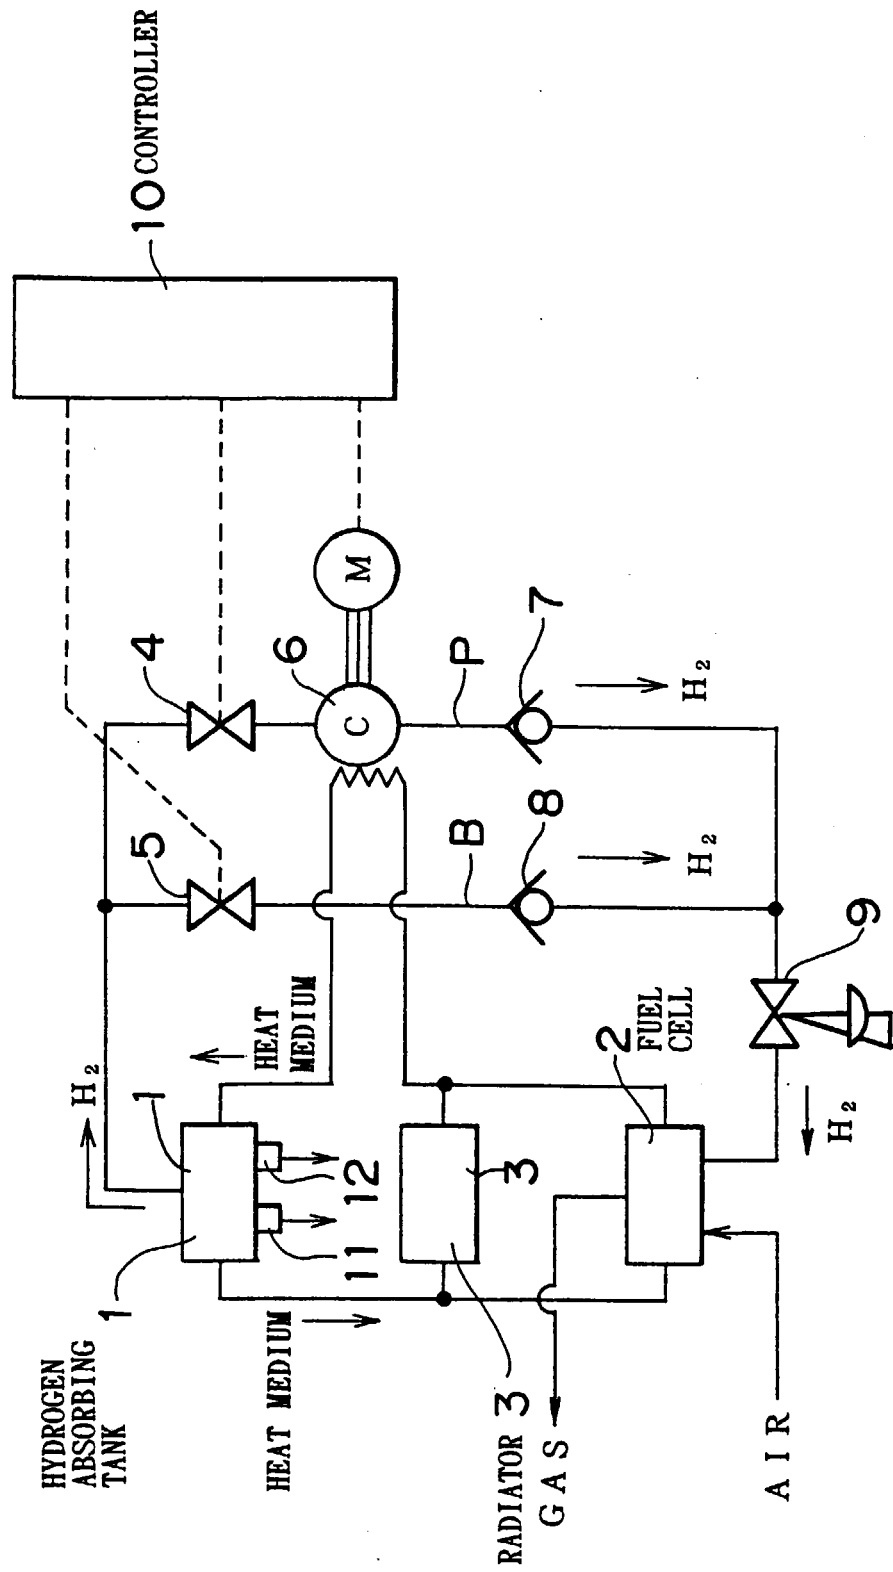 HYDROGEN
ABSORBING
TANK
1
1
H₂
HEAT MEDIUM
HEAT
MEDIUM
11
12
5
4
6
C
M
10 CONTROLLER
RADIATOR 3
3
B
P
8
7
H₂
H₂
GAS
2
FUEL
CELL
9
H₂
AIR